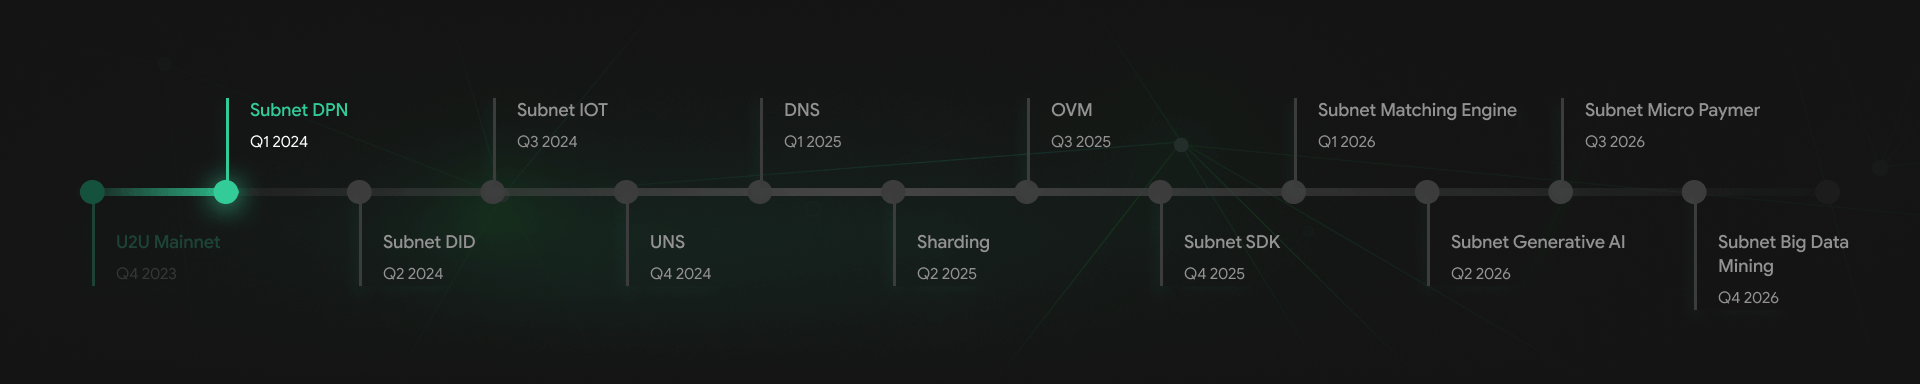 Subnet DPN
Q1 2024
Subnet IOT
Q3 2024
DNS
Q1 2025
OVM
Q3 2025
Subnet Matching Engine
Q1 2026
Subnet Micro Paymer
Q3 2026
U2U Mainnet
Q4 2023
Subnet DID
Q2 2024
UNS
Q4 2024
Sharding
Q2 2025
Subnet SDK
Q4 2025
Subnet Generative AI
Q2 2026
Subnet Big Data
Mining
Q4 2026